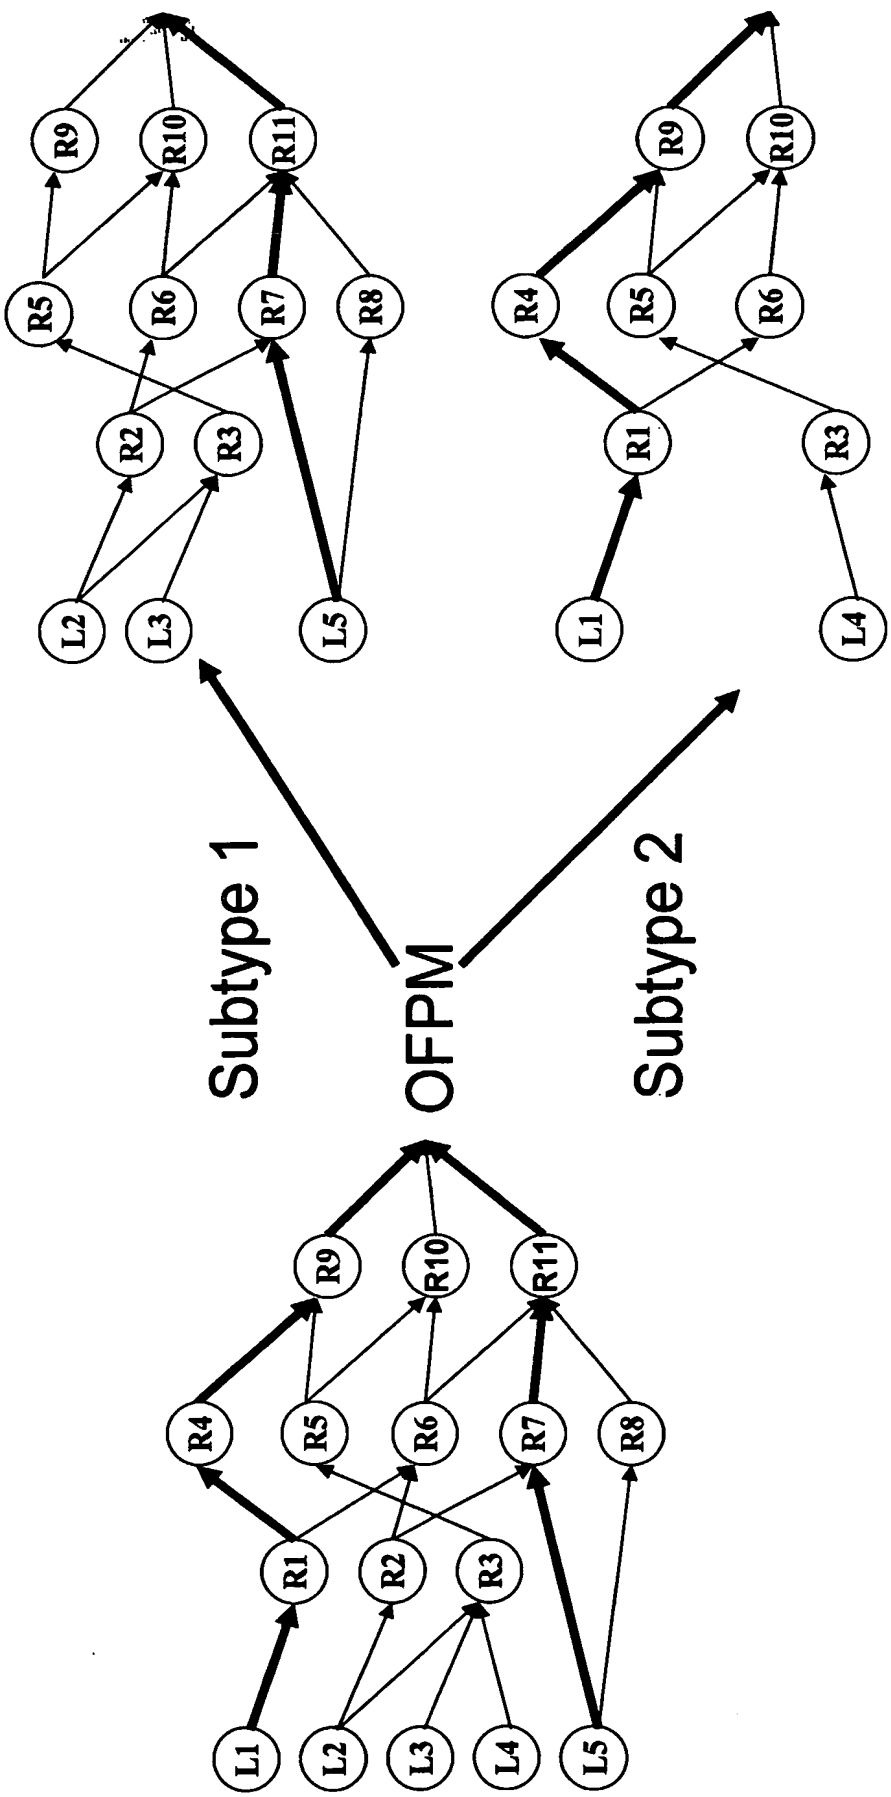 L1
L2
L3
L4
L5
R1
R2
R3
R4
R5
R6
R7
R8
R9
R10
R11
OFPM
Subtype 1
L2
L3
L5
R2
R3
R5
R6
R7
R8
R9
R10
R11
Subtype 2
L1
L4
R1
R3
R4
R5
R6
R9
R10